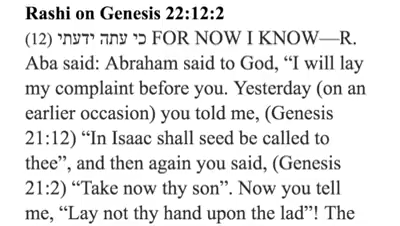 Rashi on Genesis 22:12:2
(12) כי עתה ידעתי FOR NOW I KNOW—R.
Aba said: Abraham said to God, “I will lay
my complaint before you. Yesterday (on an
earlier occasion) you told me, (Genesis
21:12) “In Isaac shall seed be called to
thee”, and then again you said, (Genesis
21:2) “Take now thy son”. Now you tell
me, “Lay not thy hand upon the lad”! The